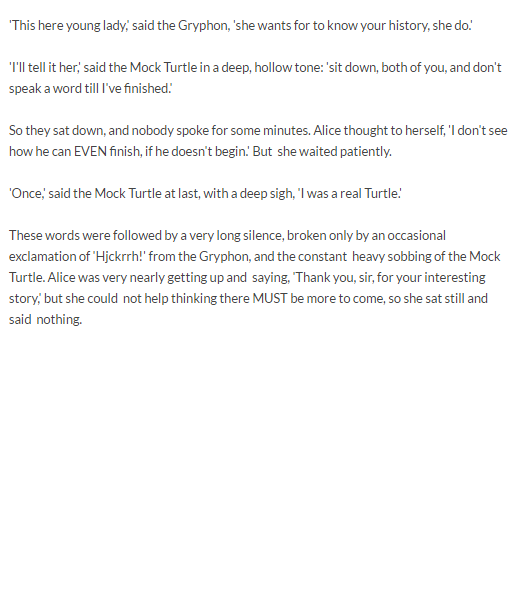 'This here young lady,' said the Gryphon, 'she wants for to know your history, she do.'
'I'll tell it her,' said the Mock Turtle in a deep, hollow tone: 'sit down, both of you, and don't
speak a word till I've finished.'
So they sat down, and nobody spoke for some minutes. Alice thought to herself, 'I don't see
how he can EVEN finish, if he doesn't begin.' But she waited patiently.
'Once,' said the Mock Turtle at last, with a deep sigh, 'I was a real Turtle.'
These words were followed by a very long silence, broken only by an occasional
exclamation of 'Hjckrrh!' from the Gryphon, and the constant heavy sobbing of the Mock
Turtle. Alice was very nearly getting up and saying, 'Thank you, sir, for your interesting
story,' but she could not help thinking there MUST be more to come, so she sat still and
said nothing.